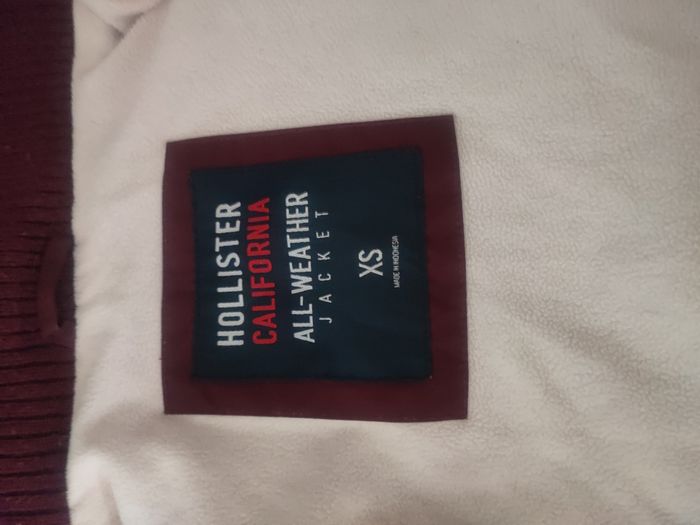 HOLLISTER
CALIFORNIA
ALL-WEATHER
JACKET
XS
MADE IN INDONESIA